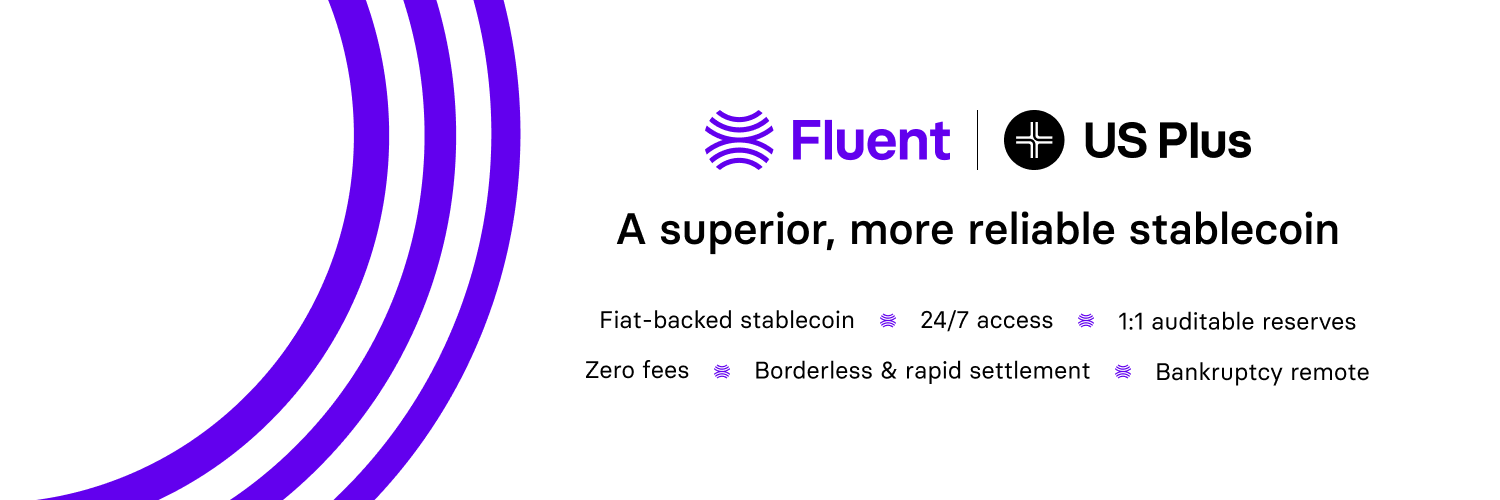 Fluent US Plus
A superior, more reliable stablecoin
Fiat-backed stablecoin 24/7 access 1:1 auditable reserves
Zero fees Borderless & rapid settlement Bankruptcy remote